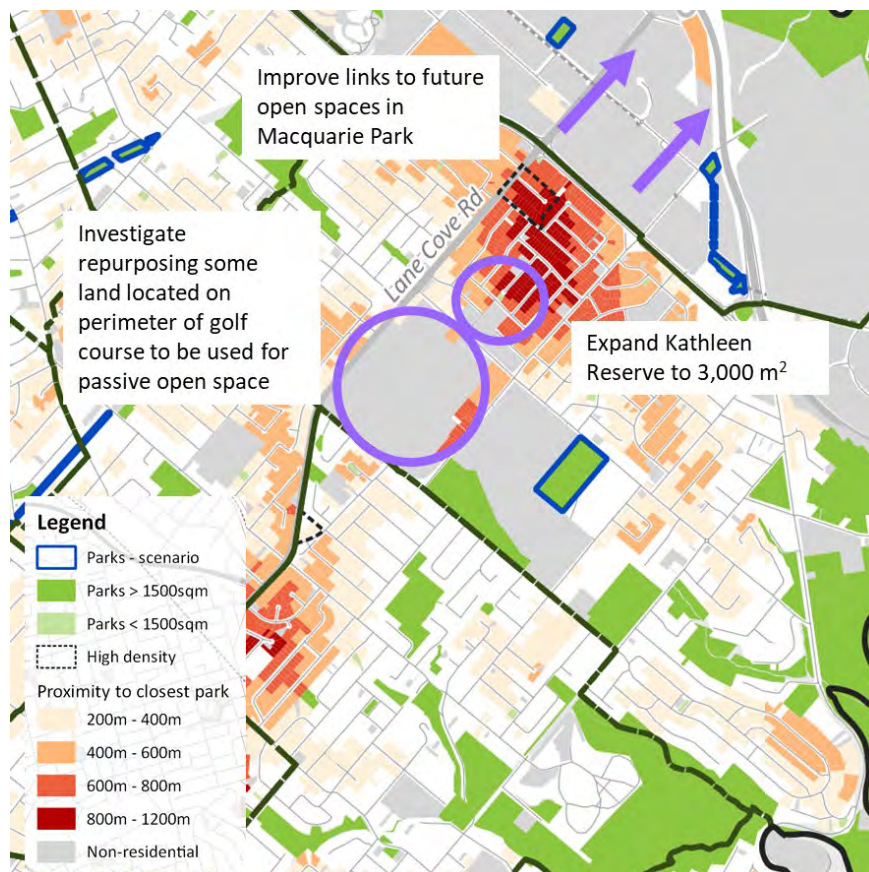 Improve links to future
open spaces in
Macquarie Park
Lane Cove Rd
Investigate
repurposing some
land located on
perimeter of golf
course to be used for
passive open space
Expand Kathleen
Reserve to 3,000 m²
Legend
Parks - scenario
Parks > 1500sqm
Parks < 1500sqm
High density
Proximity to closest park
200m - 400m
400m - 600m
600m - 800m
800m - 1200m
Non-residential